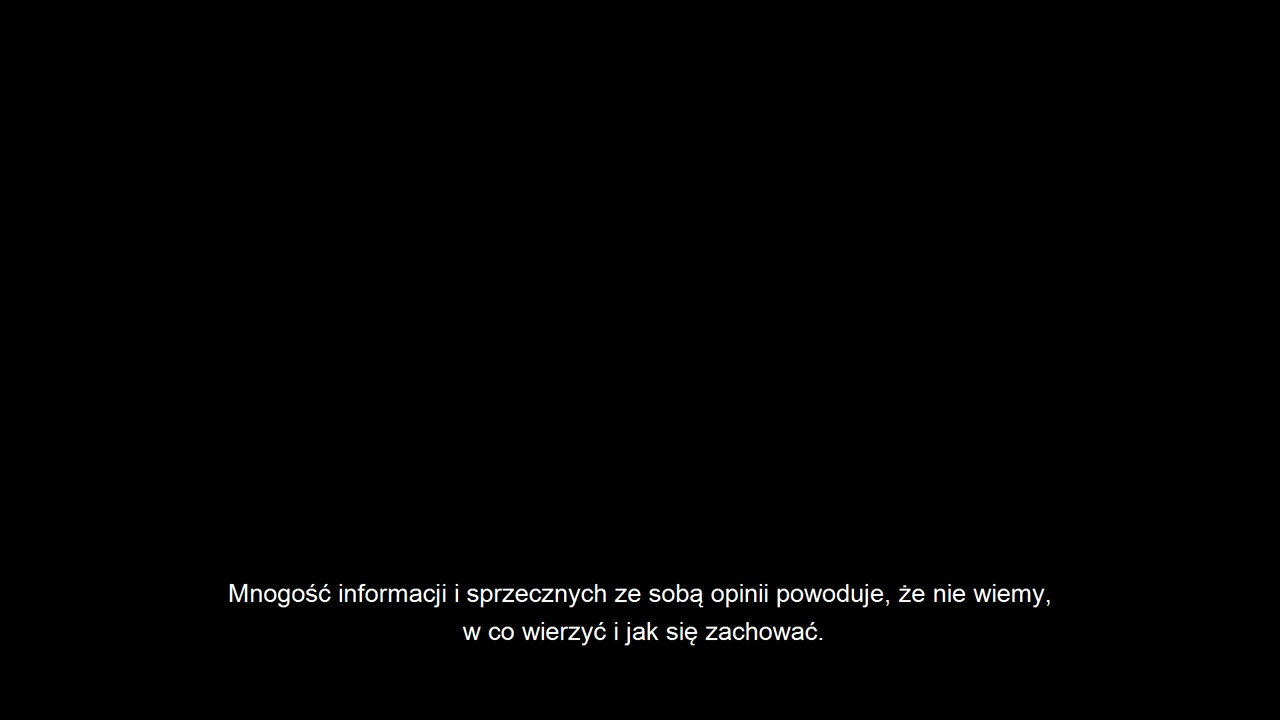 Mnogość informacji i sprzecznych ze sobą opinii powoduje, że nie wiemy,
w co wierzyć i jak się zachować.